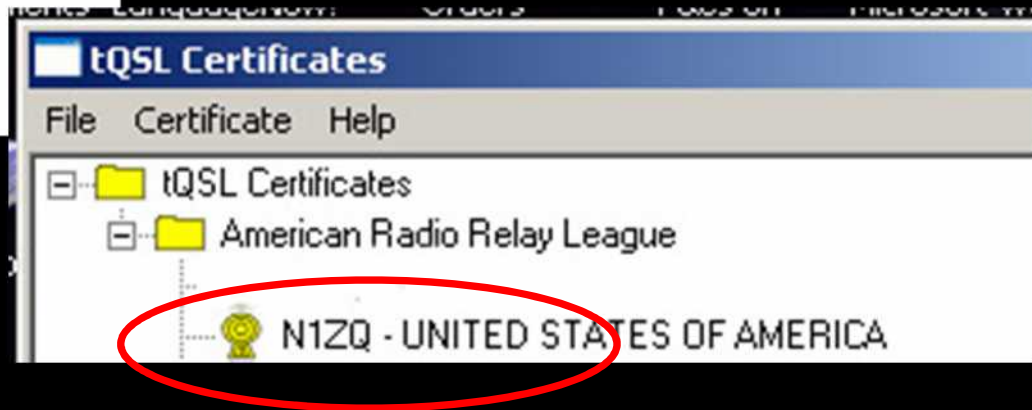 tQSL Certificates
File Certificate Help
tQSL Certificates
American Radio Relay League
N1ZQ - UNITED STATES OF AMERICA